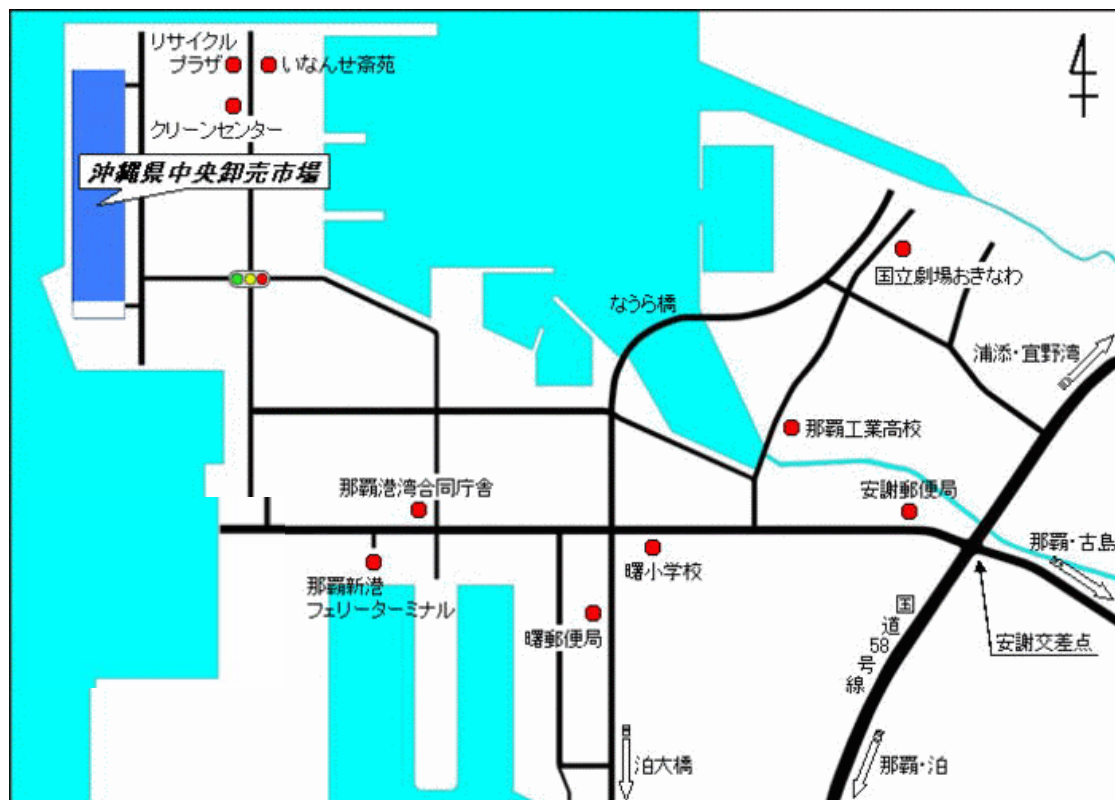 リサイクル
プラザ
いなんせ斎苑
クリーンセンター
沖縄県中央卸売市場
国立劇場おきなわ
なうら橋
浦添・宜野湾
那覇工業高校
那覇港湾合同庁舎
安謝郵便局
那覇・古島
曙小学校
那覇新港
フェリーターミナル
曙郵便局
国道58号線
安謝交差点
泊大橋
那覇・泊